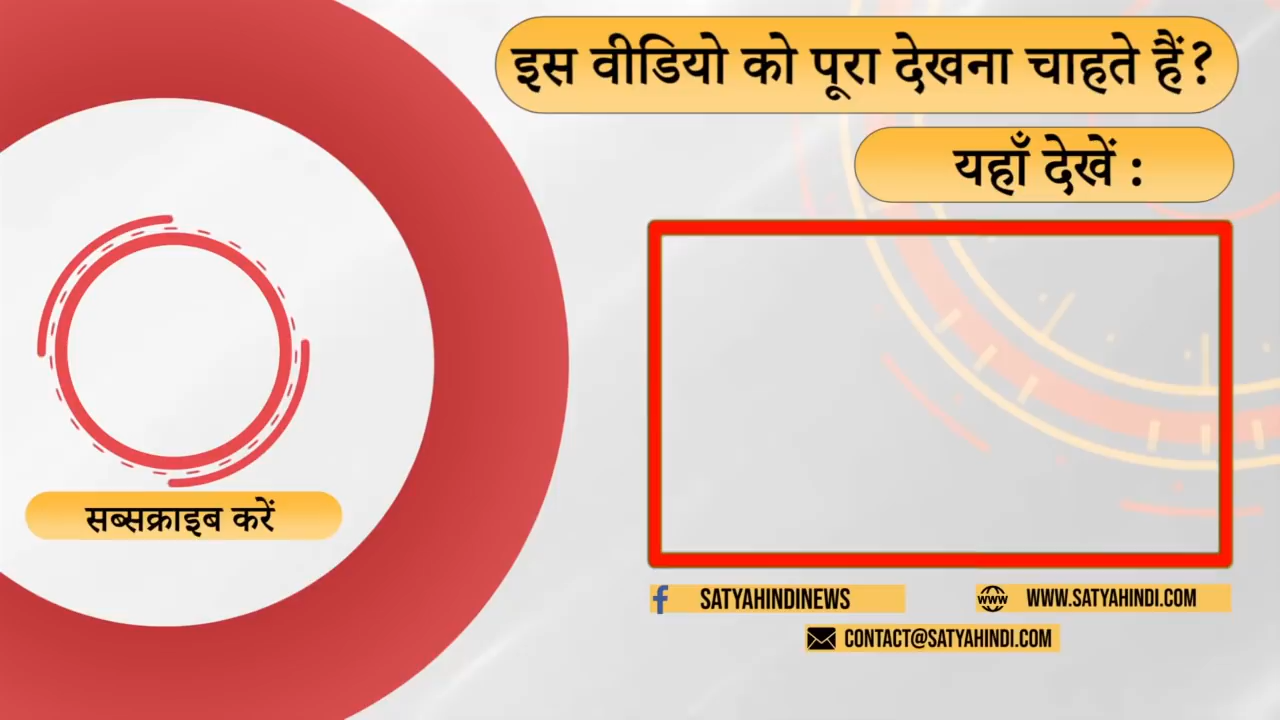 इस वीडियो को पूरा देखना चाहते हैं?
यहाँ देखें :
सब्सक्राइब करें
SATYAHINDINEWS
WWW.SATYAHINDI.COM
CONTACT@SATYAHINDI.COM